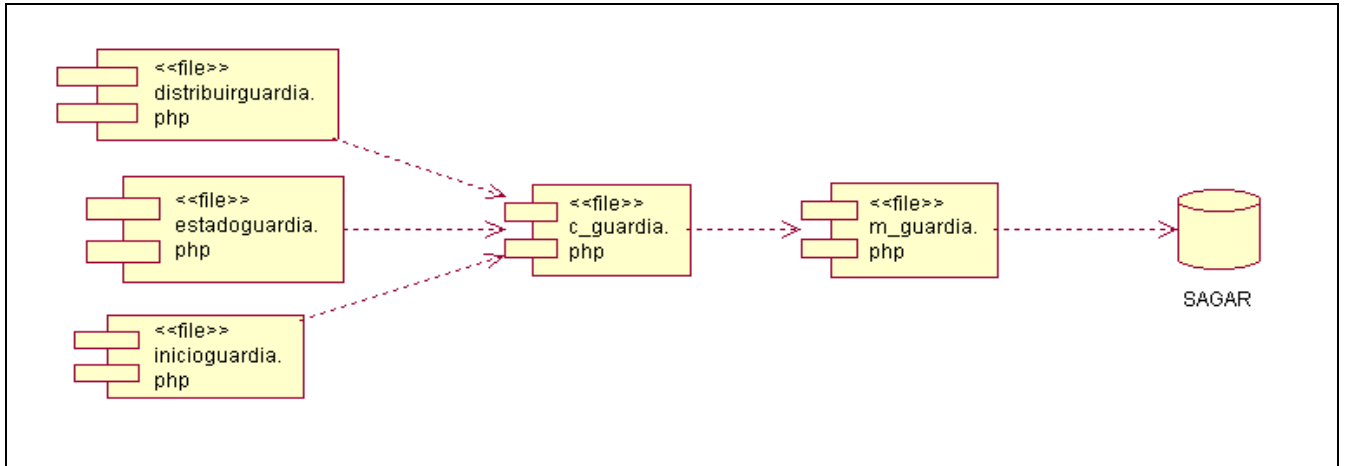 <<file>>
distribuirguardia.
php
<<file>>
estadoguardia.
php
<<file>>
inicioguardia.
php
<<file>>
c_guardia.
php
<<file>>
m_guardia.
php
SAGAR